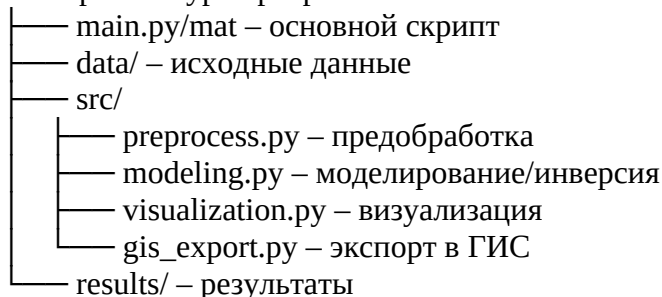 main.py/mat – основной скрипт
data/ – исходные данные
src/
preprocess.py – предобработка
modeling.py – моделирование/инверсия
visualization.py – визуализация
gis_export.py – экспорт в ГИС
results/ – результаты